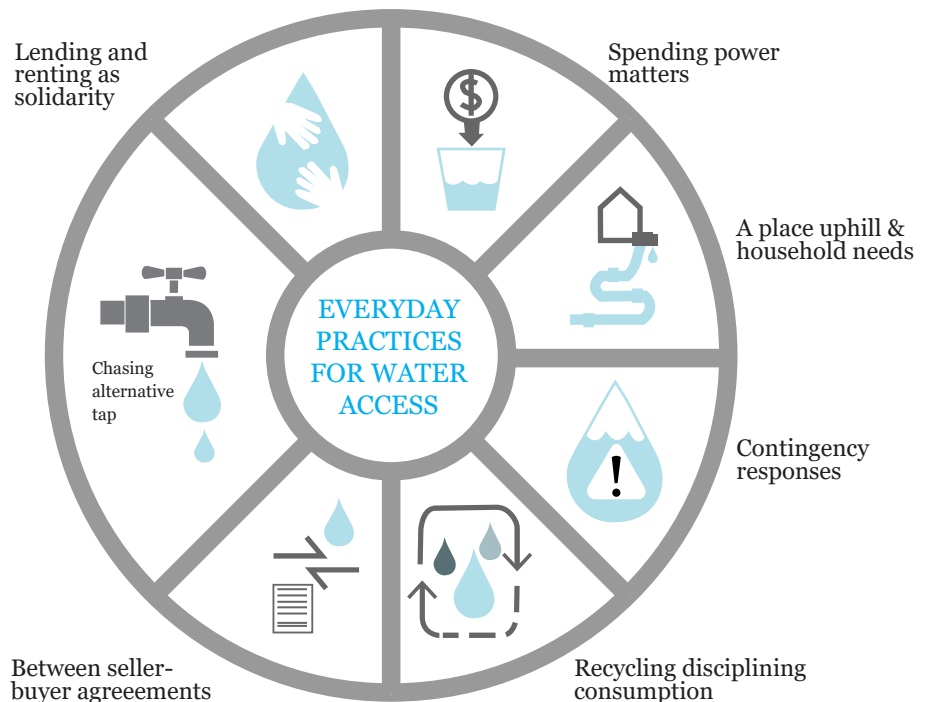 Lending and
renting as
solidarity
Spending power
matters
$
A place uphill &
household needs
EVERYDAY
PRACTICES
FOR WATER
ACCESS
Chasing
alternative
tap
Contingency
responses
!
Between seller-
buyer agreeements
Recycling disciplining
consumption